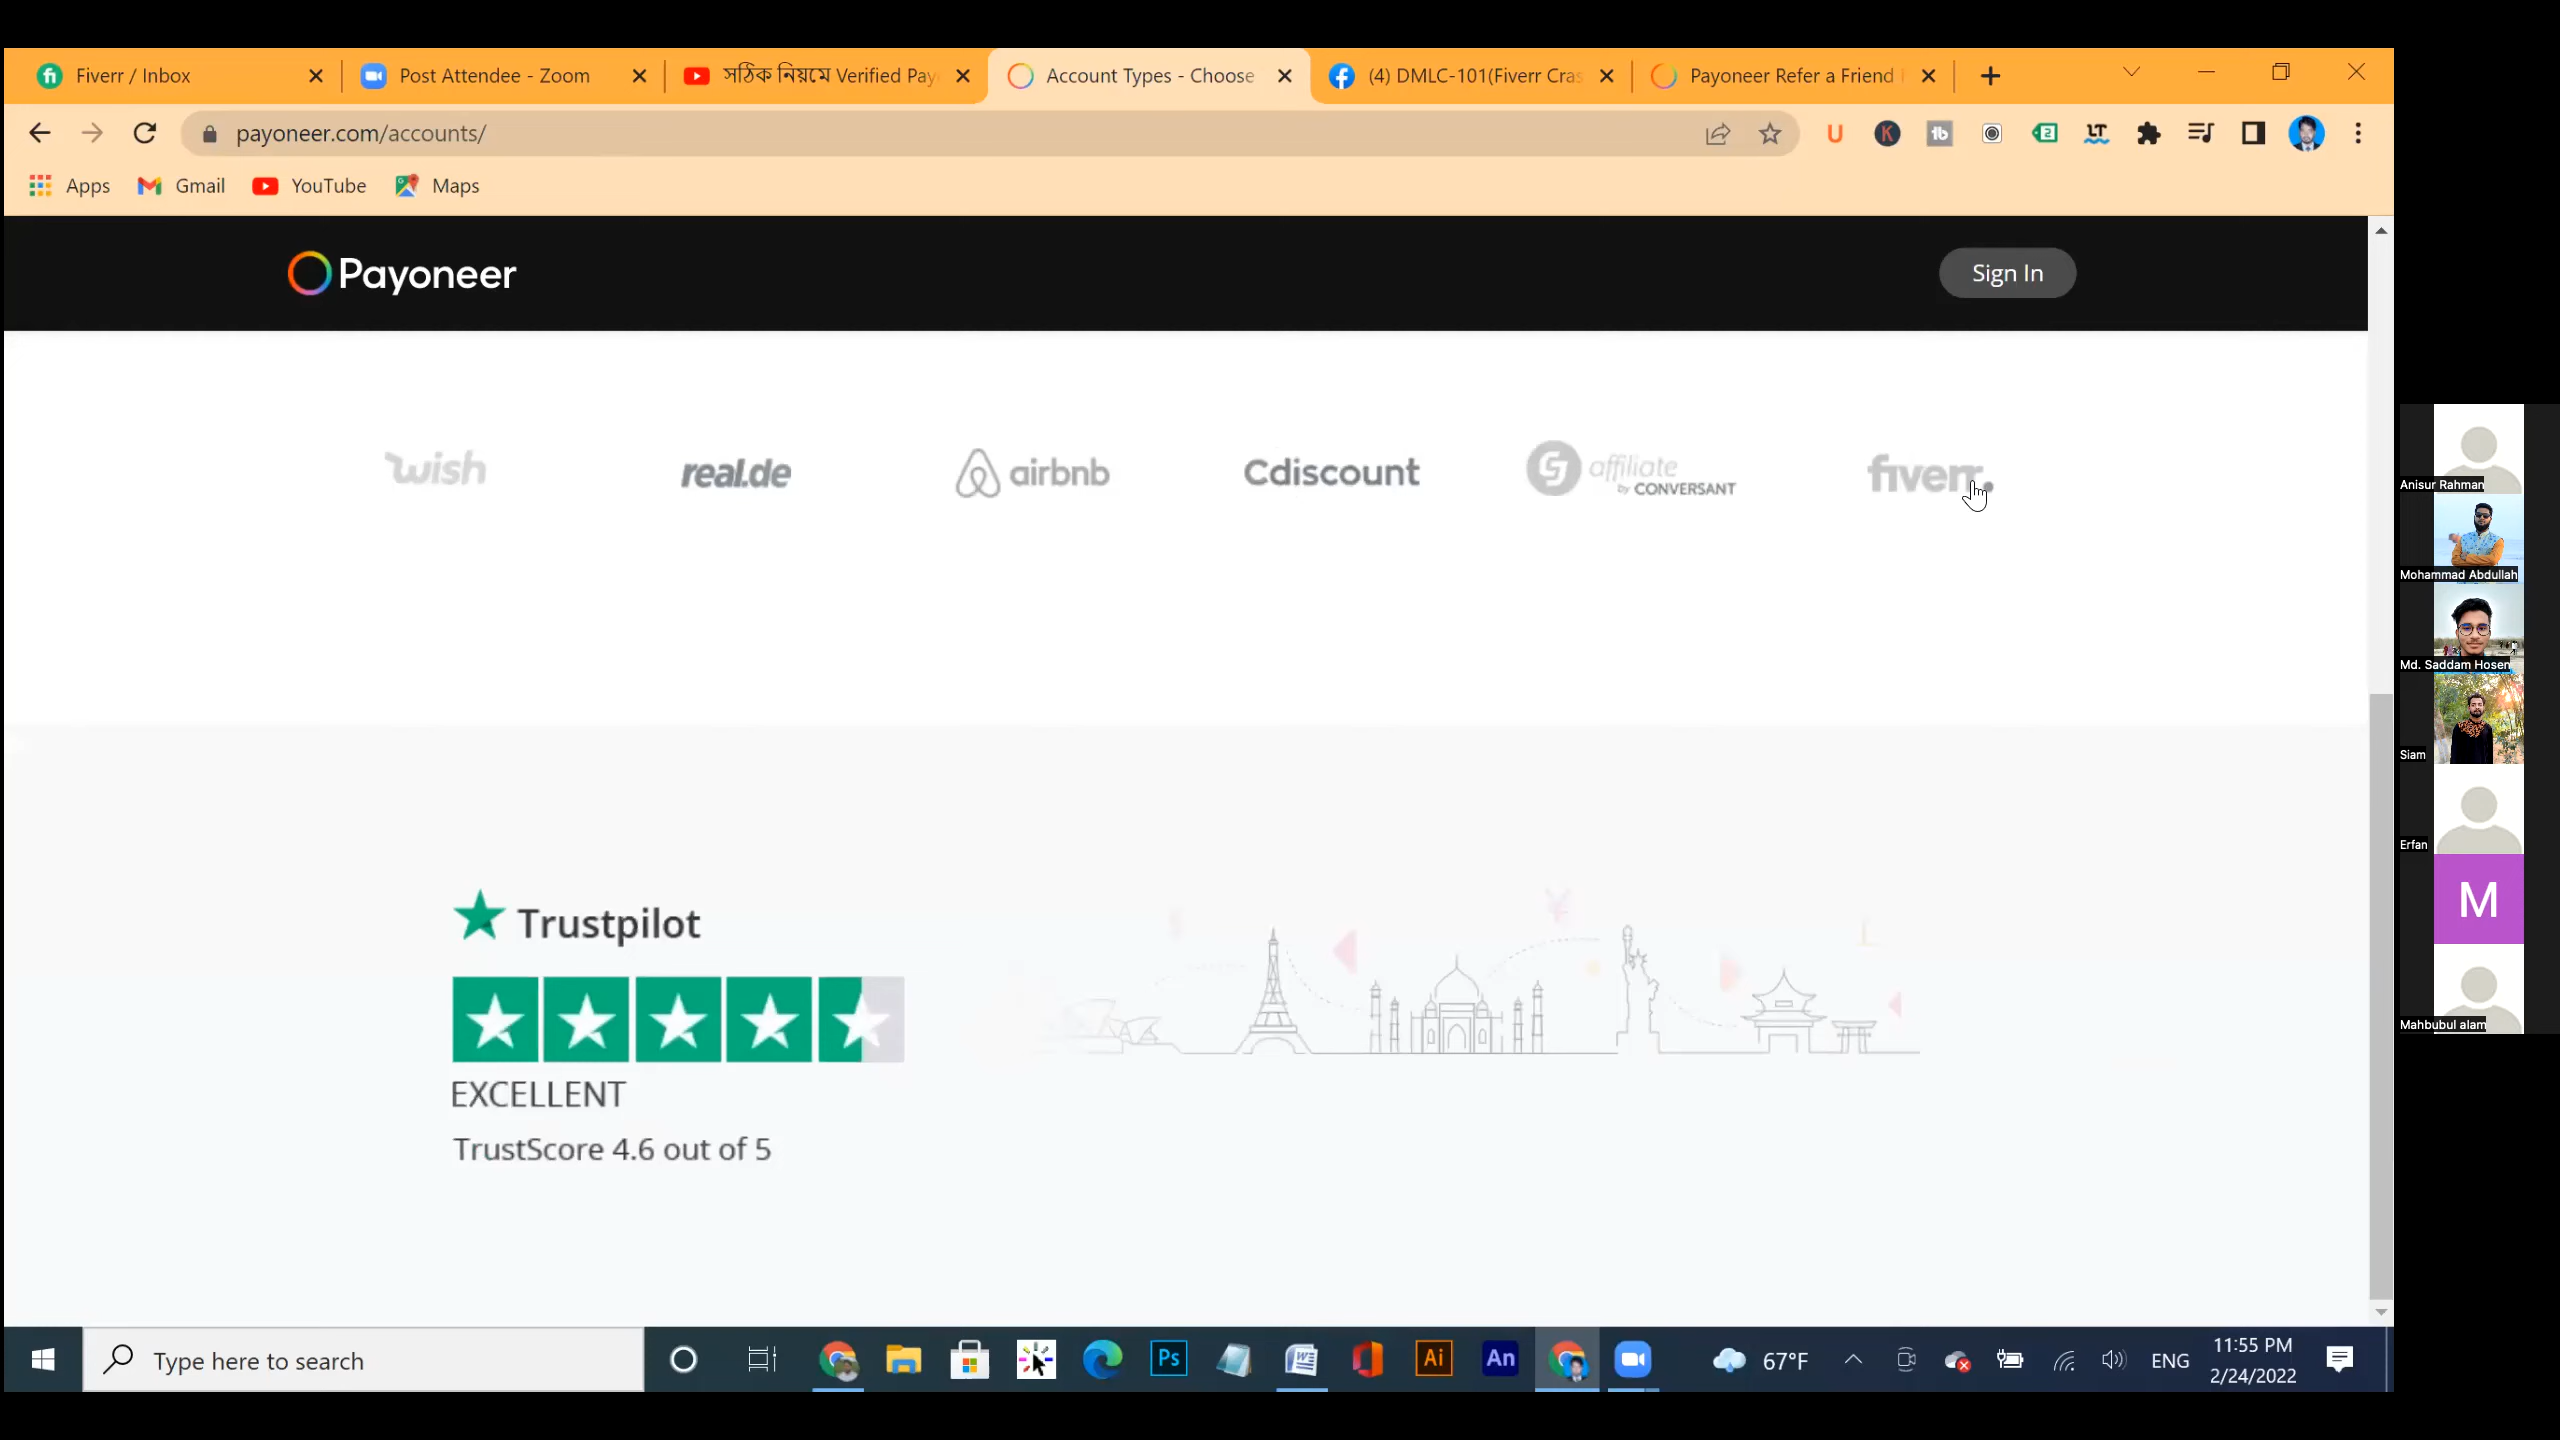 Fiverr / Inbox
Post Attendee - Zoom
সঠিক নিয়মে Verified Pay
Account Types - Choose
(4) DMLC-101(Fiverr Cras
Payoneer Refer a Friend
payoneer.com/accounts/
Apps
Gmail
YouTube
Maps
Payoneer
Sign In
wish
real.de
airbnb
Cdiscount
affiliate
by CONVERSANT
fiverr.
Trustpilot
EXCELLENT
TrustScore 4.6 out of 5
Anisur Rahman
Mohammad Abdullah
Md. Saddam Hosen
Siam
Erfan
M
Mahbubul alam
Type here to search
Ps
Ai
An
67°F
ENG
11:55 PM
2/24/2022